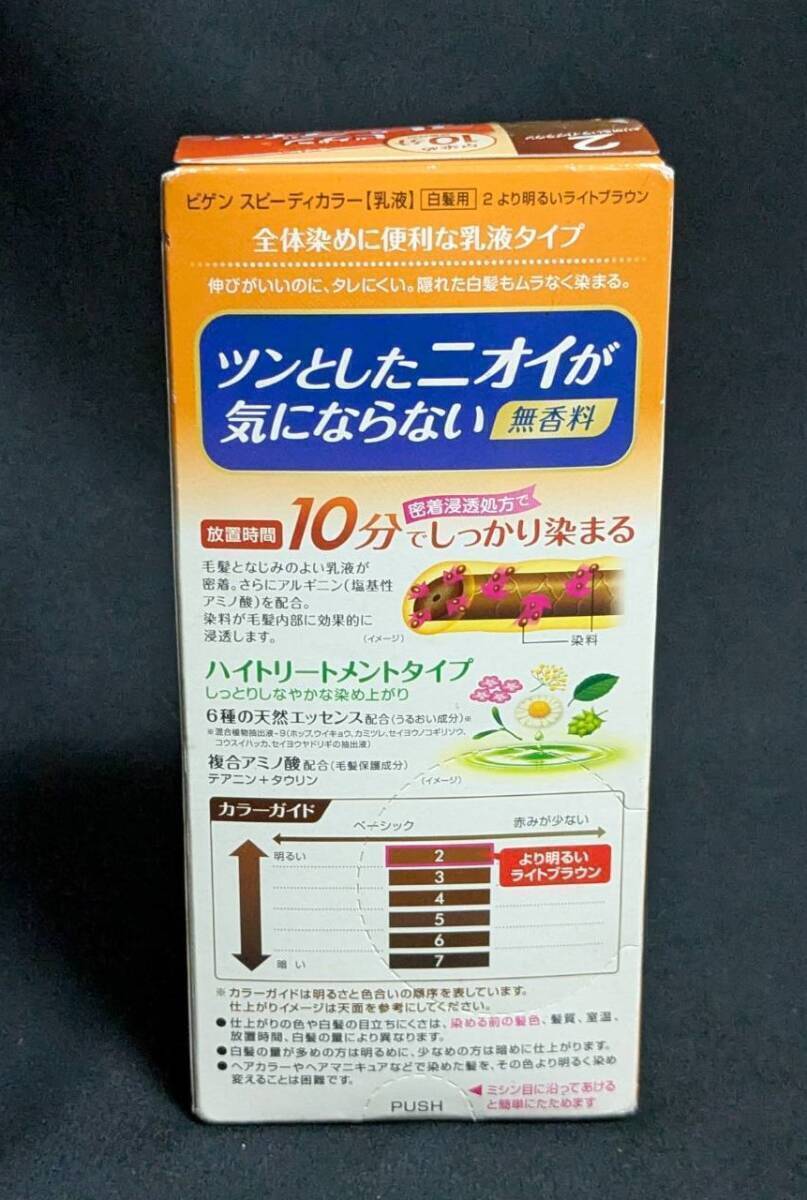 10分
2
ビゲン スピーディカラー【乳液】 白髪用 2 より明るいライトブラウン
全体染めに便利な乳液タイプ
伸びがいいのに、タレにくい。隠れた白髪もムラなく染まる。
ツンとしたニオイが
気にならない 無香料
密着浸透処方で
放置時間 10分でしっかり染まる
毛髪となじみのよい乳液が
密着。さらにアルギニン(塩基性
アミノ酸)を配合。
染料が毛髪内部に効果的に
浸透します。
(イメージ)
染料
ハイトリートメントタイプ
しっとりしなやかな染め上がり
6種の天然エッセンス配合(うるおい成分)※
※混合植物抽出液-9(ホップ、ウイキョウ、カミツレ、セイヨウノコギリソウ、
コウスイハッカ、セイヨウヤドリギの抽出液)
複合アミノ酸配合(毛髪保護成分)
テアニン+タウリン
(イメージ)
カラーガイド
ベーシック 赤みが少ない
明るい
2
より明るい
ライトブラウン
3
4
5
6
7
暗い
※カラーガイドは明るさと色合いの順序を表しています。
仕上がりイメージは天面を参考にしてください。
●仕上がりの色や白髪の目立ちにくさは、染める前の髪色、髪質、室温、
放置時間、白髪の量により異なります。
●白髪の量が多めの方は明るめに、少なめの方は暗めに仕上がります。
●ヘアカラーやヘアマニキュアなどで染めた髪を、その色より明るく染め
変えることは困難です。
◀ミシン目に沿ってあける
と簡単にたためます
PUSH